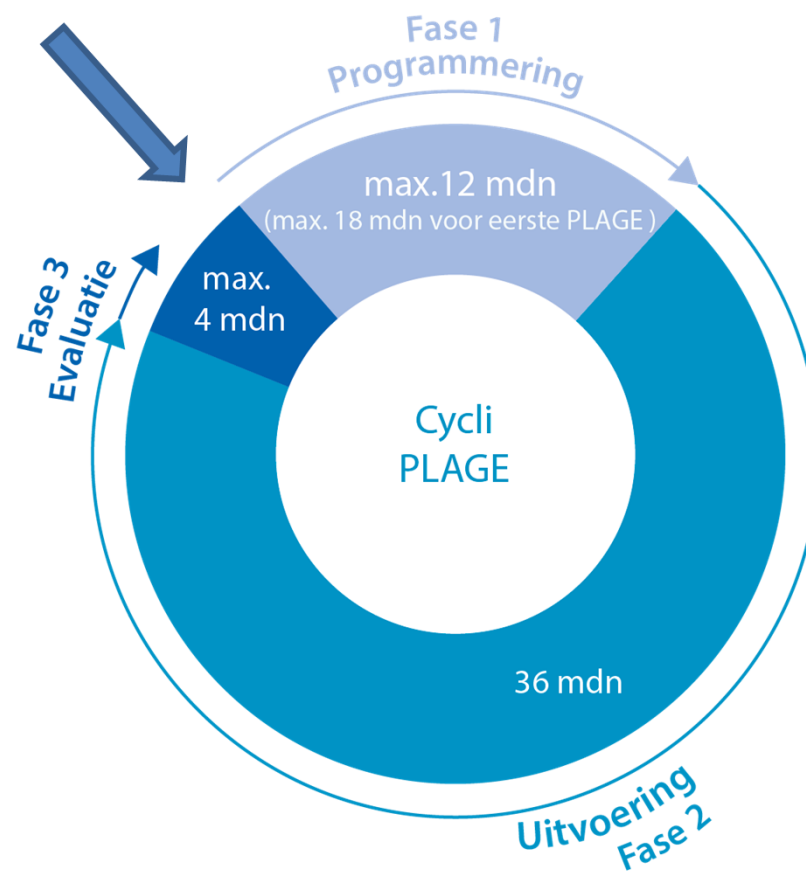 Fase 1
Programmering
max.12 mdn
(max. 18 mdn voor eerste PLAGE )
Fase 3
Evaluatie
max.
4 mdn
Cycli
PLAGE
36 mdn
Uitvoering
Fase 2